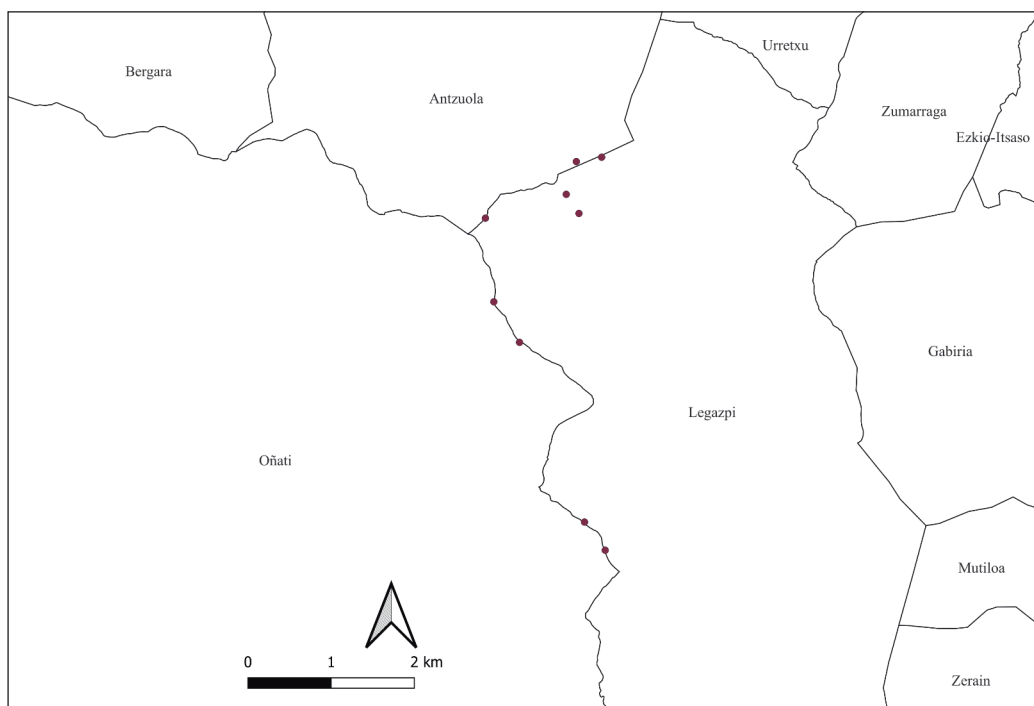 Urretxu
Bergara
Antzuola
Zumarraga
Ezkio-Itsaso
Gabiria
Legazpi
Oñati
Mutiloa
0 1 2 km
Zerain